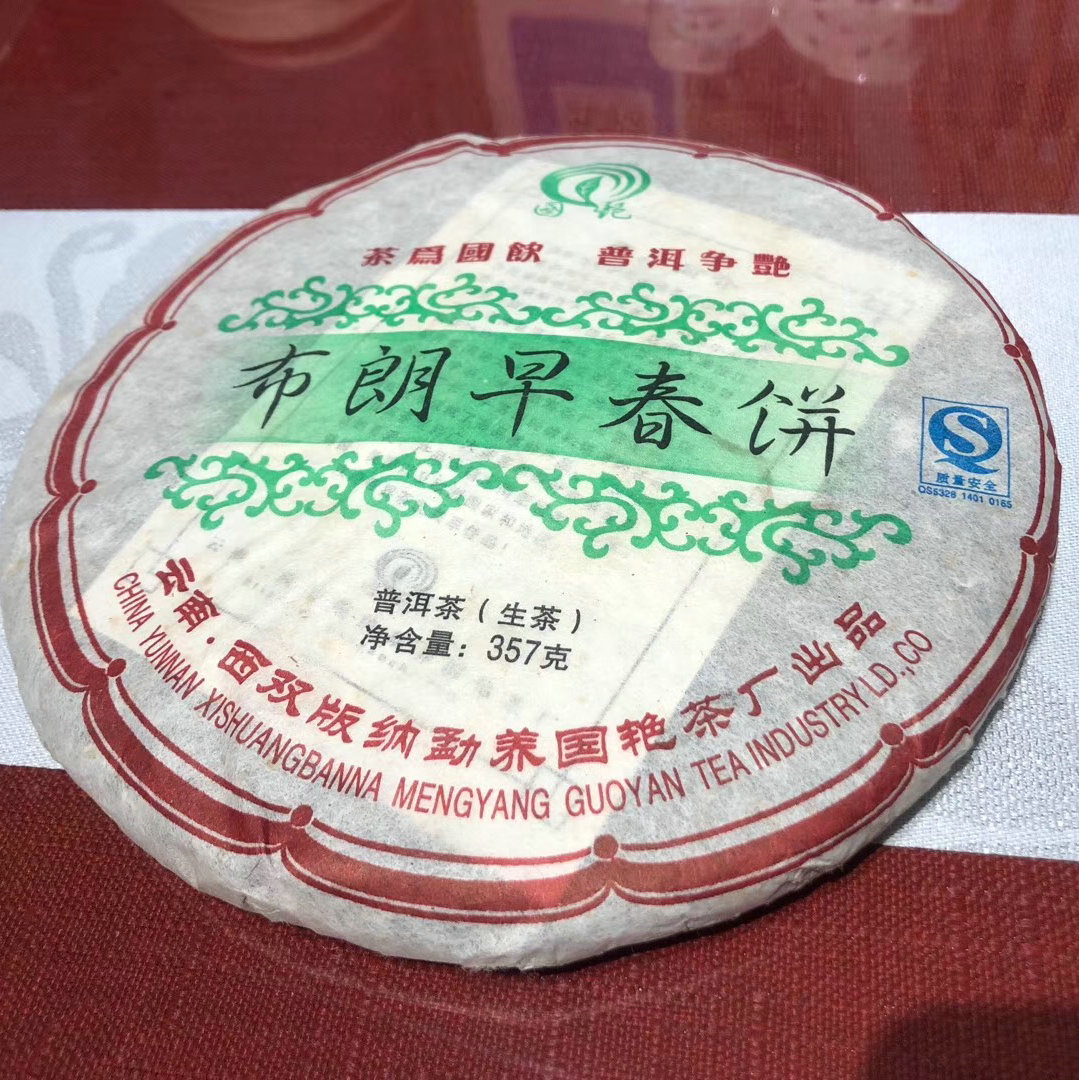 国艳
茶爲國飲 普洱争艷
布朗早春饼
质量安全
QS5328 1401 0165
普洱茶（生茶）
净含量：357克
云南·西双版纳勐养国艳茶厂出品
CHINA YUNNAN XISHUANGBANNA MENGYANG GUOYAN TEA INDUSTRY LD.,CO